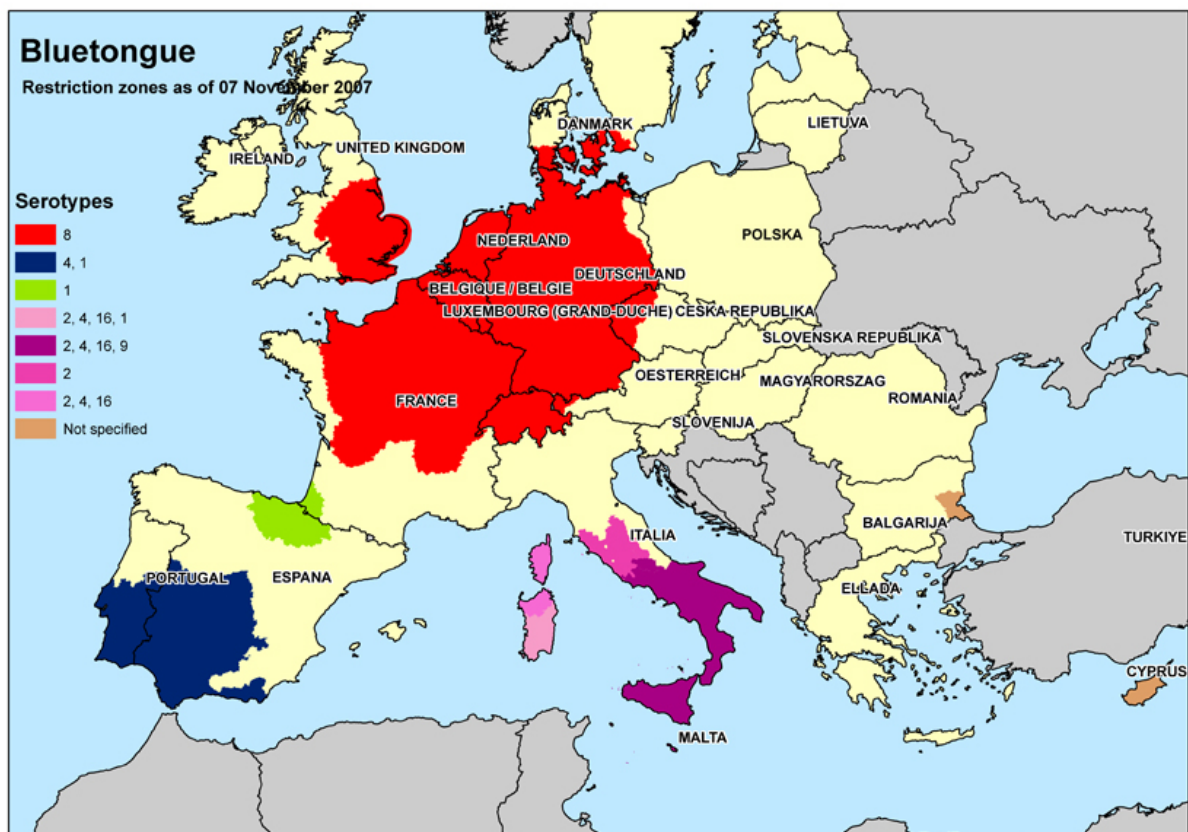 Bluetongue
Restriction zones as of 07 November 2007
Serotypes
8
4, 1
1
2, 4, 16, 1
2, 4, 16, 9
2
2, 4, 16
Not specified
DANMARK
LIETUVA
IRELAND
UNITED KINGDOM
NEDERLAND
POLSKA
DEUTSCHLAND
BELGIQUE / BELGIE
LUXEMBOURG (GRAND-DUCHE)
CESKA REPUBLIKA
SLOVENSKA REPUBLIKA
OESTERREICH
MAGYARORSZAG
ROMANIA
FRANCE
SLOVENIJA
BALGARIJA
ITALIA
TURKIYE
PORTUGAL
ESPANA
ELLADA
CYPRUS
MALTA